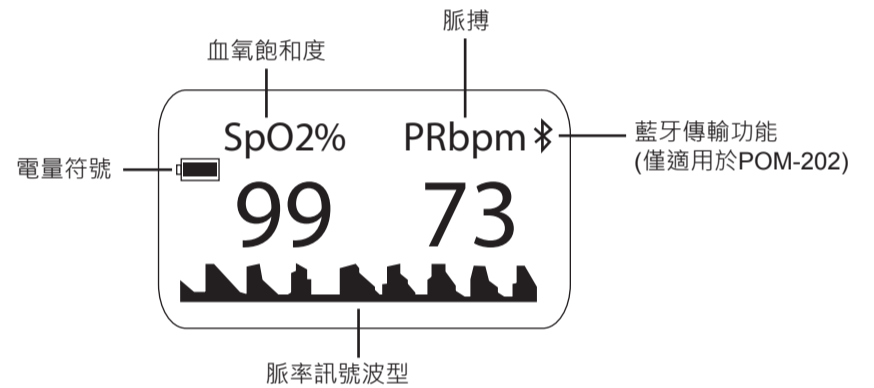 脈搏
血氧飽和度
SpO2% PRbpm
藍牙傳輸功能
(僅適用於POM-202)
電量符號
99 73
脈率訊號波型